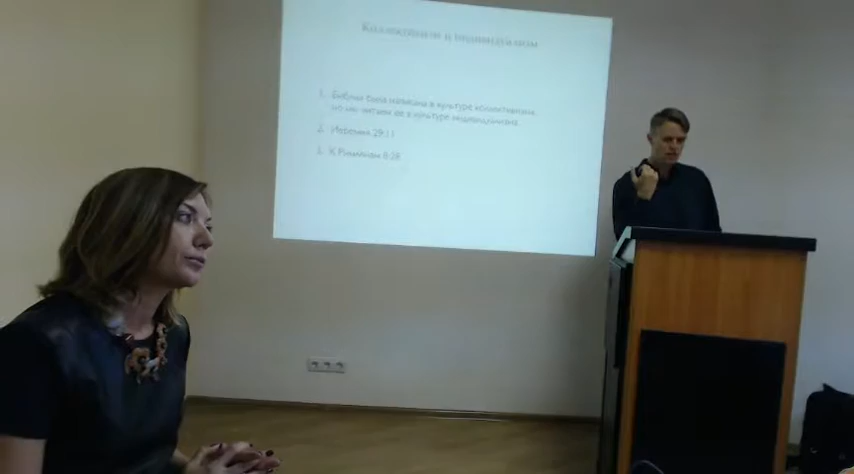 Коллективизм и индивидуализм
1. Библия была написана в культуре коллективизма,
но мы читаем ее в культуре индивидуализма.
2. Иеремия 29:11
3. К Римлянам 8:28